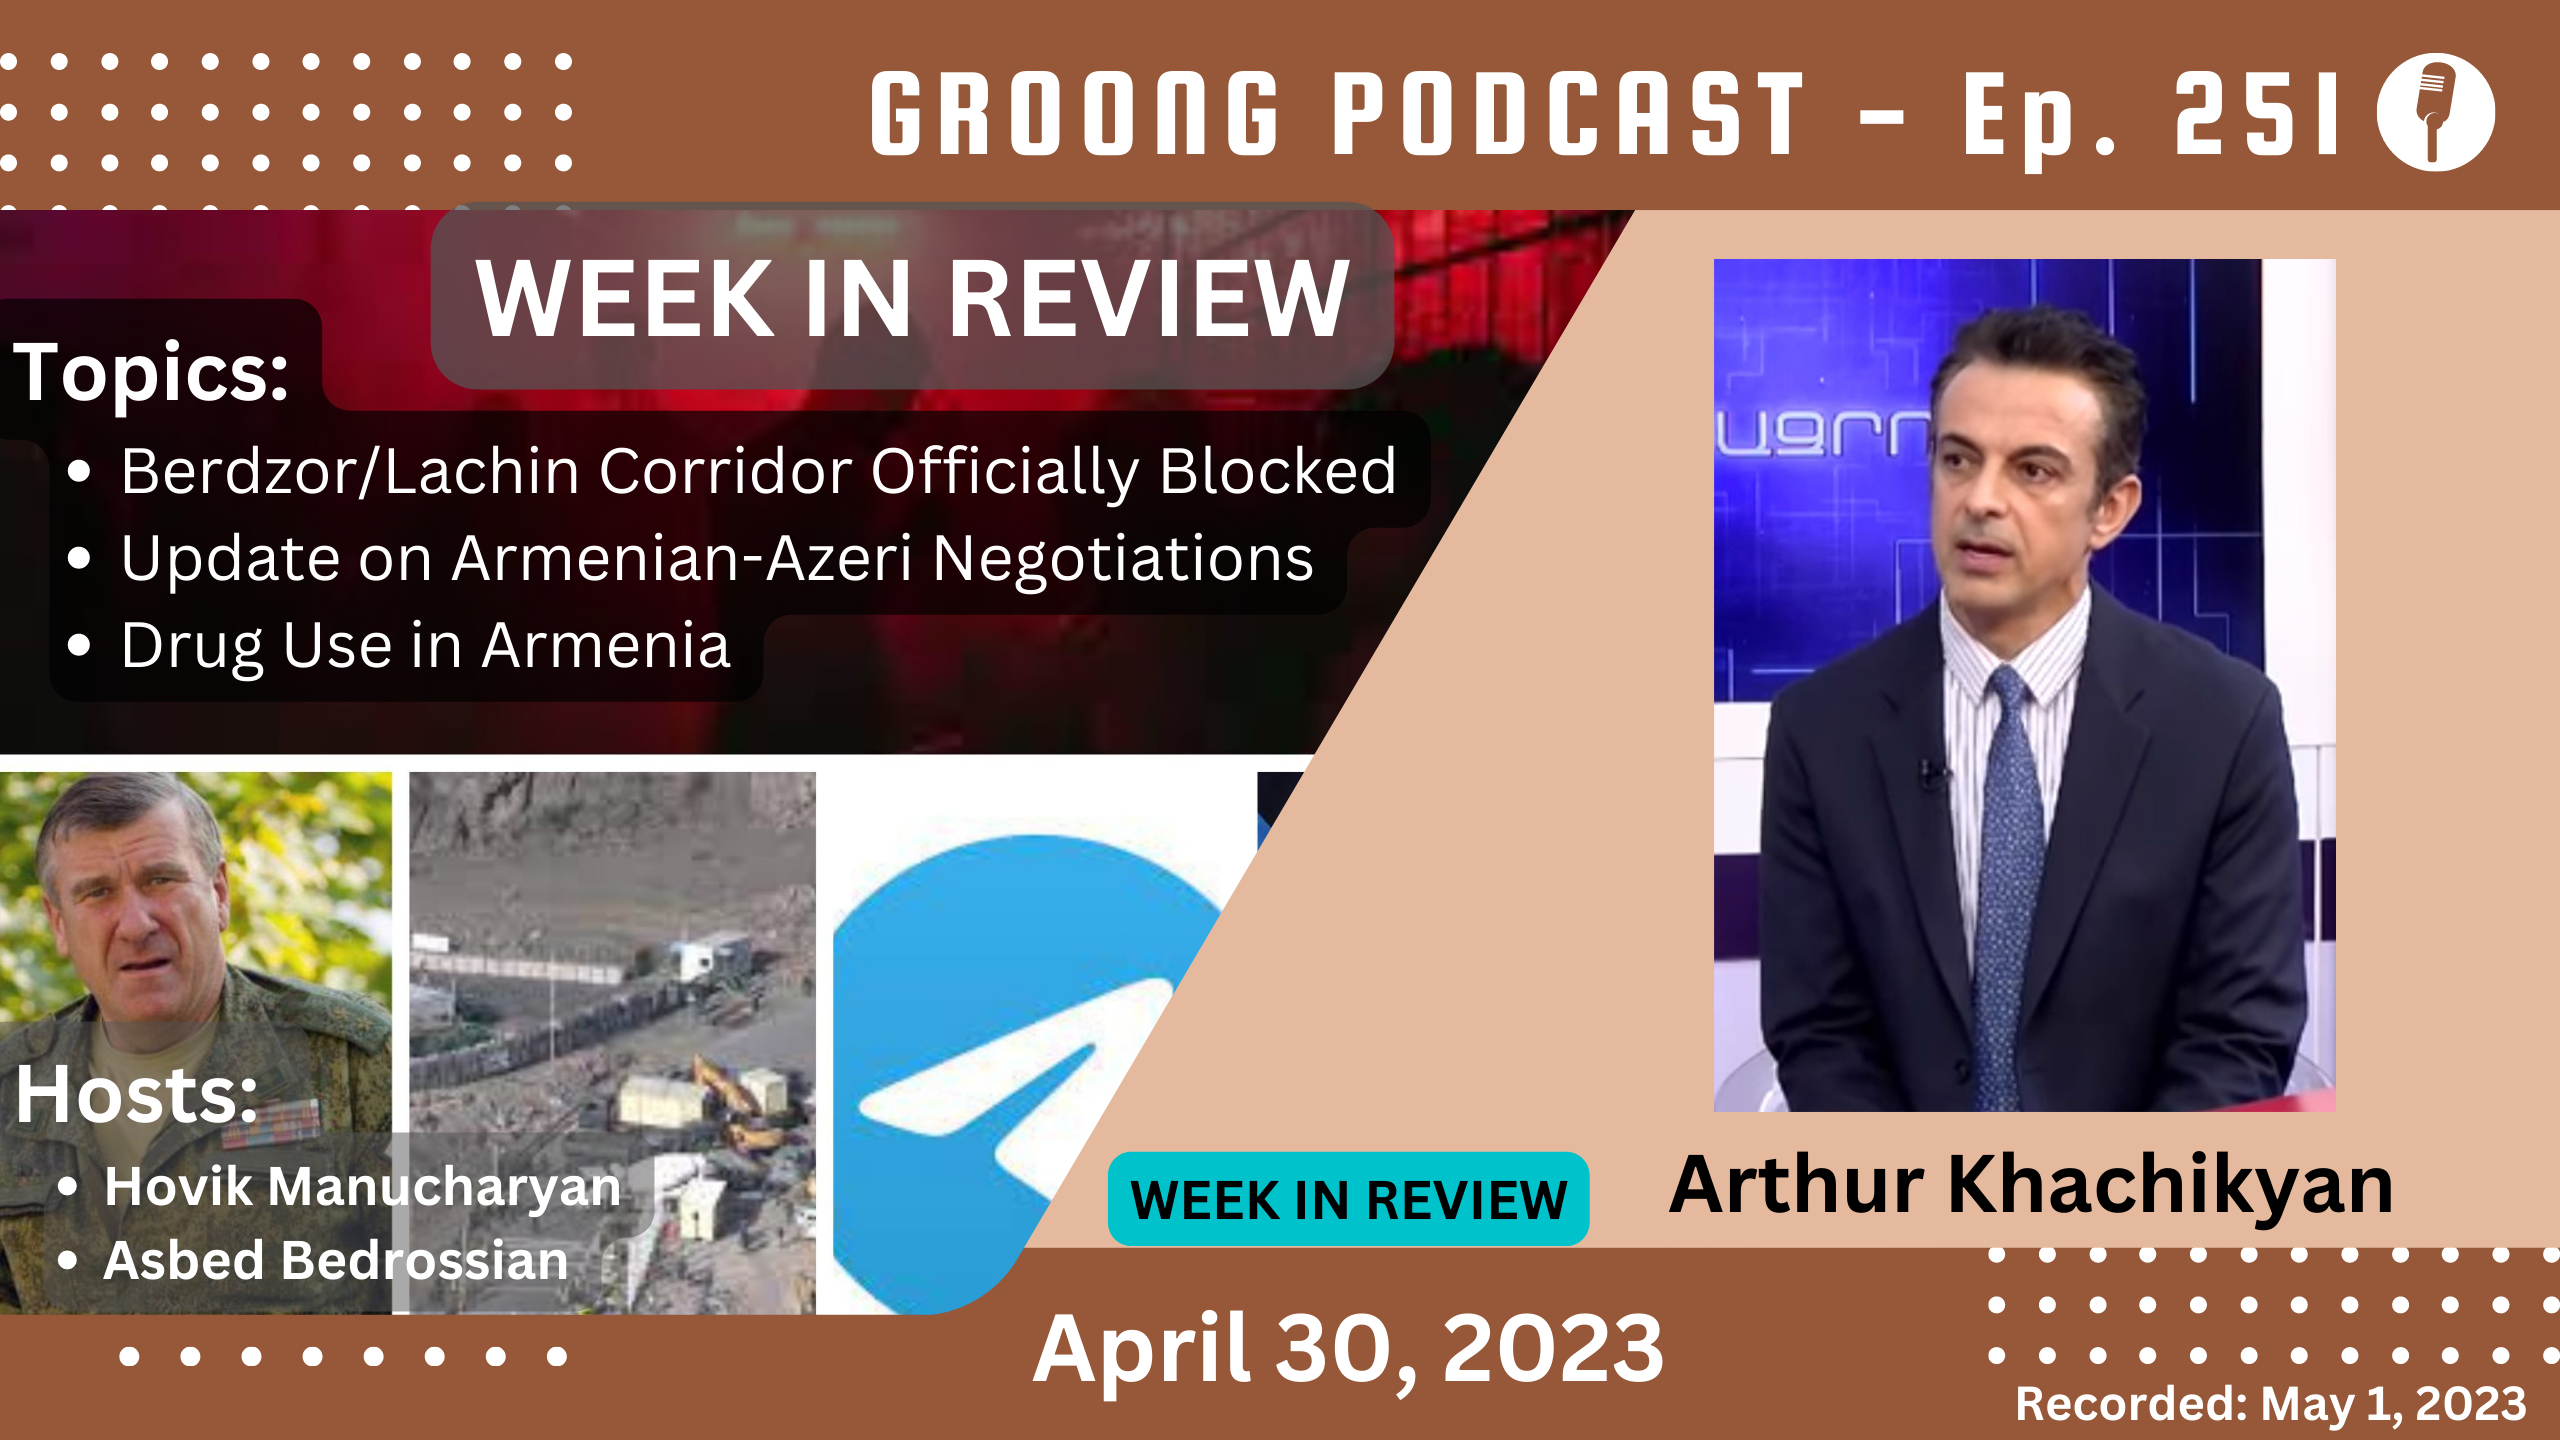 GROONG PODCAST – Ep. 251
WEEK IN REVIEW
Topics:
• Berdzor/Lachin Corridor Officially Blocked
• Update on Armenian-Azeri Negotiations
• Drug Use in Armenia
Hosts:
• Hovik Manucharyan
• Asbed Bedrossian
ազրո
WEEK IN REVIEW
Arthur Khachikyan
April 30, 2023
Recorded: May 1, 2023